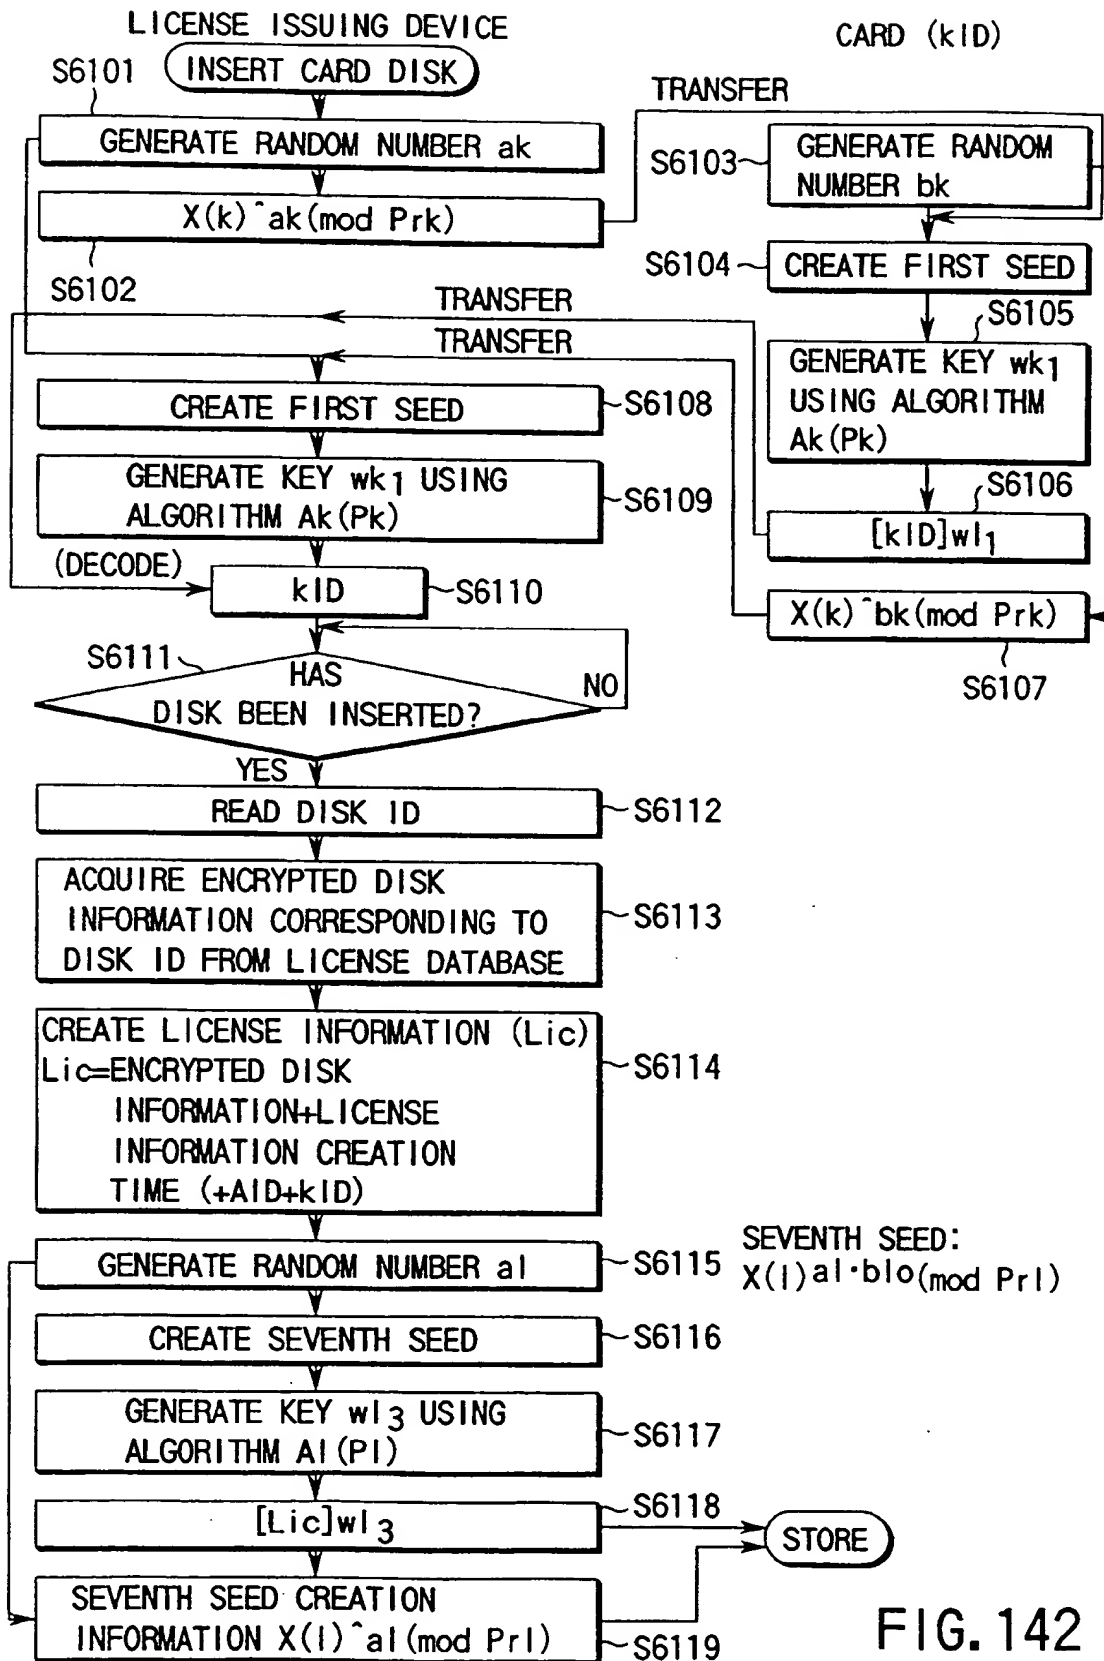 LICENSE ISSUING DEVICE
CARD (kID)
INSERT CARD DISK
S6101
GENERATE RANDOM NUMBER ak
X(k)^ak(mod Prk)
S6102
TRANSFER
S6103
GENERATE RANDOM
NUMBER bk
S6104
CREATE FIRST SEED
S6105
GENERATE KEY wk1
USING ALGORITHM
Ak(Pk)
S6106
[kID]wl1
X(k)^bk(mod Prk)
S6107
TRANSFER
TRANSFER
CREATE FIRST SEED
S6108
GENERATE KEY wk1 USING
ALGORITHM Ak(Pk)
S6109
(DECODE)
kID
S6110
S6111
HAS
DISK BEEN INSERTED?
NO
YES
READ DISK ID
S6112
ACQUIRE ENCRYPTED DISK
INFORMATION CORRESPONDING TO
DISK ID FROM LICENSE DATABASE
S6113
CREATE LICENSE INFORMATION (Lic)
Lic=ENCRYPTED DISK
INFORMATION+LICENSE
INFORMATION CREATION
TIME (+AID+kID)
S6114
GENERATE RANDOM NUMBER al
S6115
SEVENTH SEED:
X(l)al·blo(mod Prl)
CREATE SEVENTH SEED
S6116
GENERATE KEY wl3 USING
ALGORITHM Al(Pl)
S6117
[Lic]wl3
S6118
STORE
SEVENTH SEED CREATION
INFORMATION X(l)^al(mod Prl)
S6119
FIG. 142